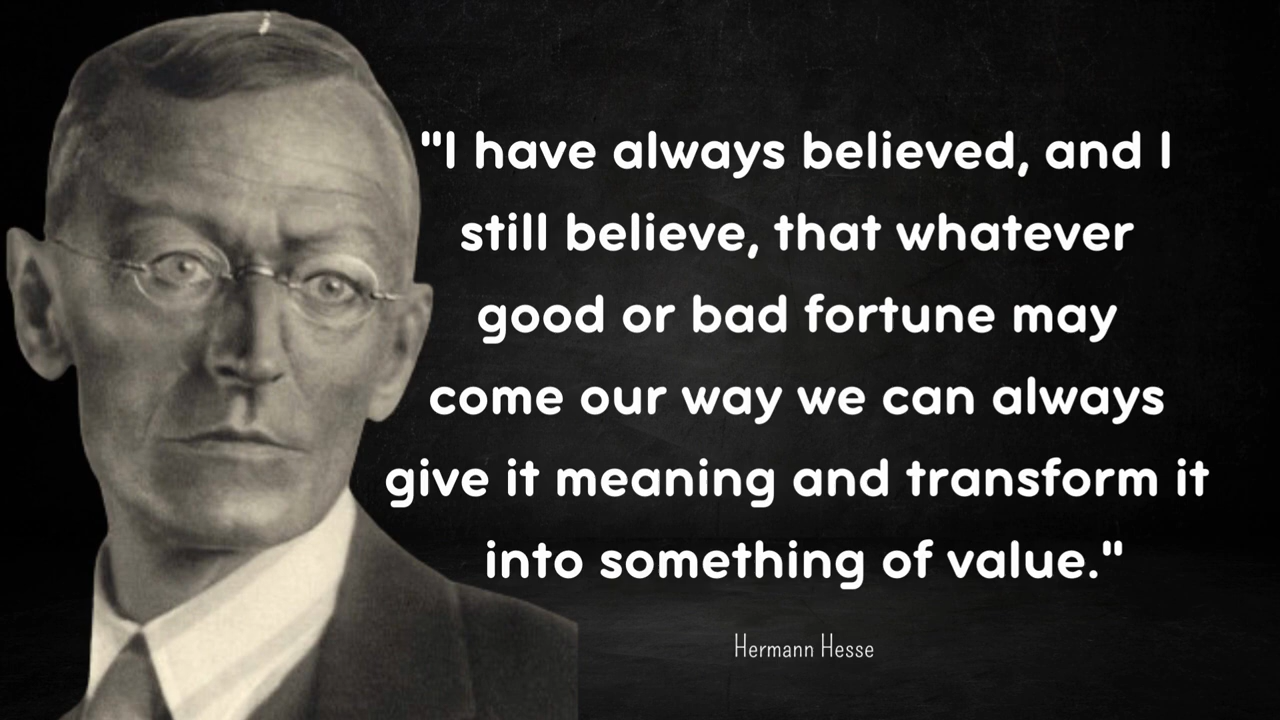 "I have always believed, and I
still believe, that whatever
good or bad fortune may
come our way we can always
give it meaning and transform it
into something of value."
Hermann Hesse